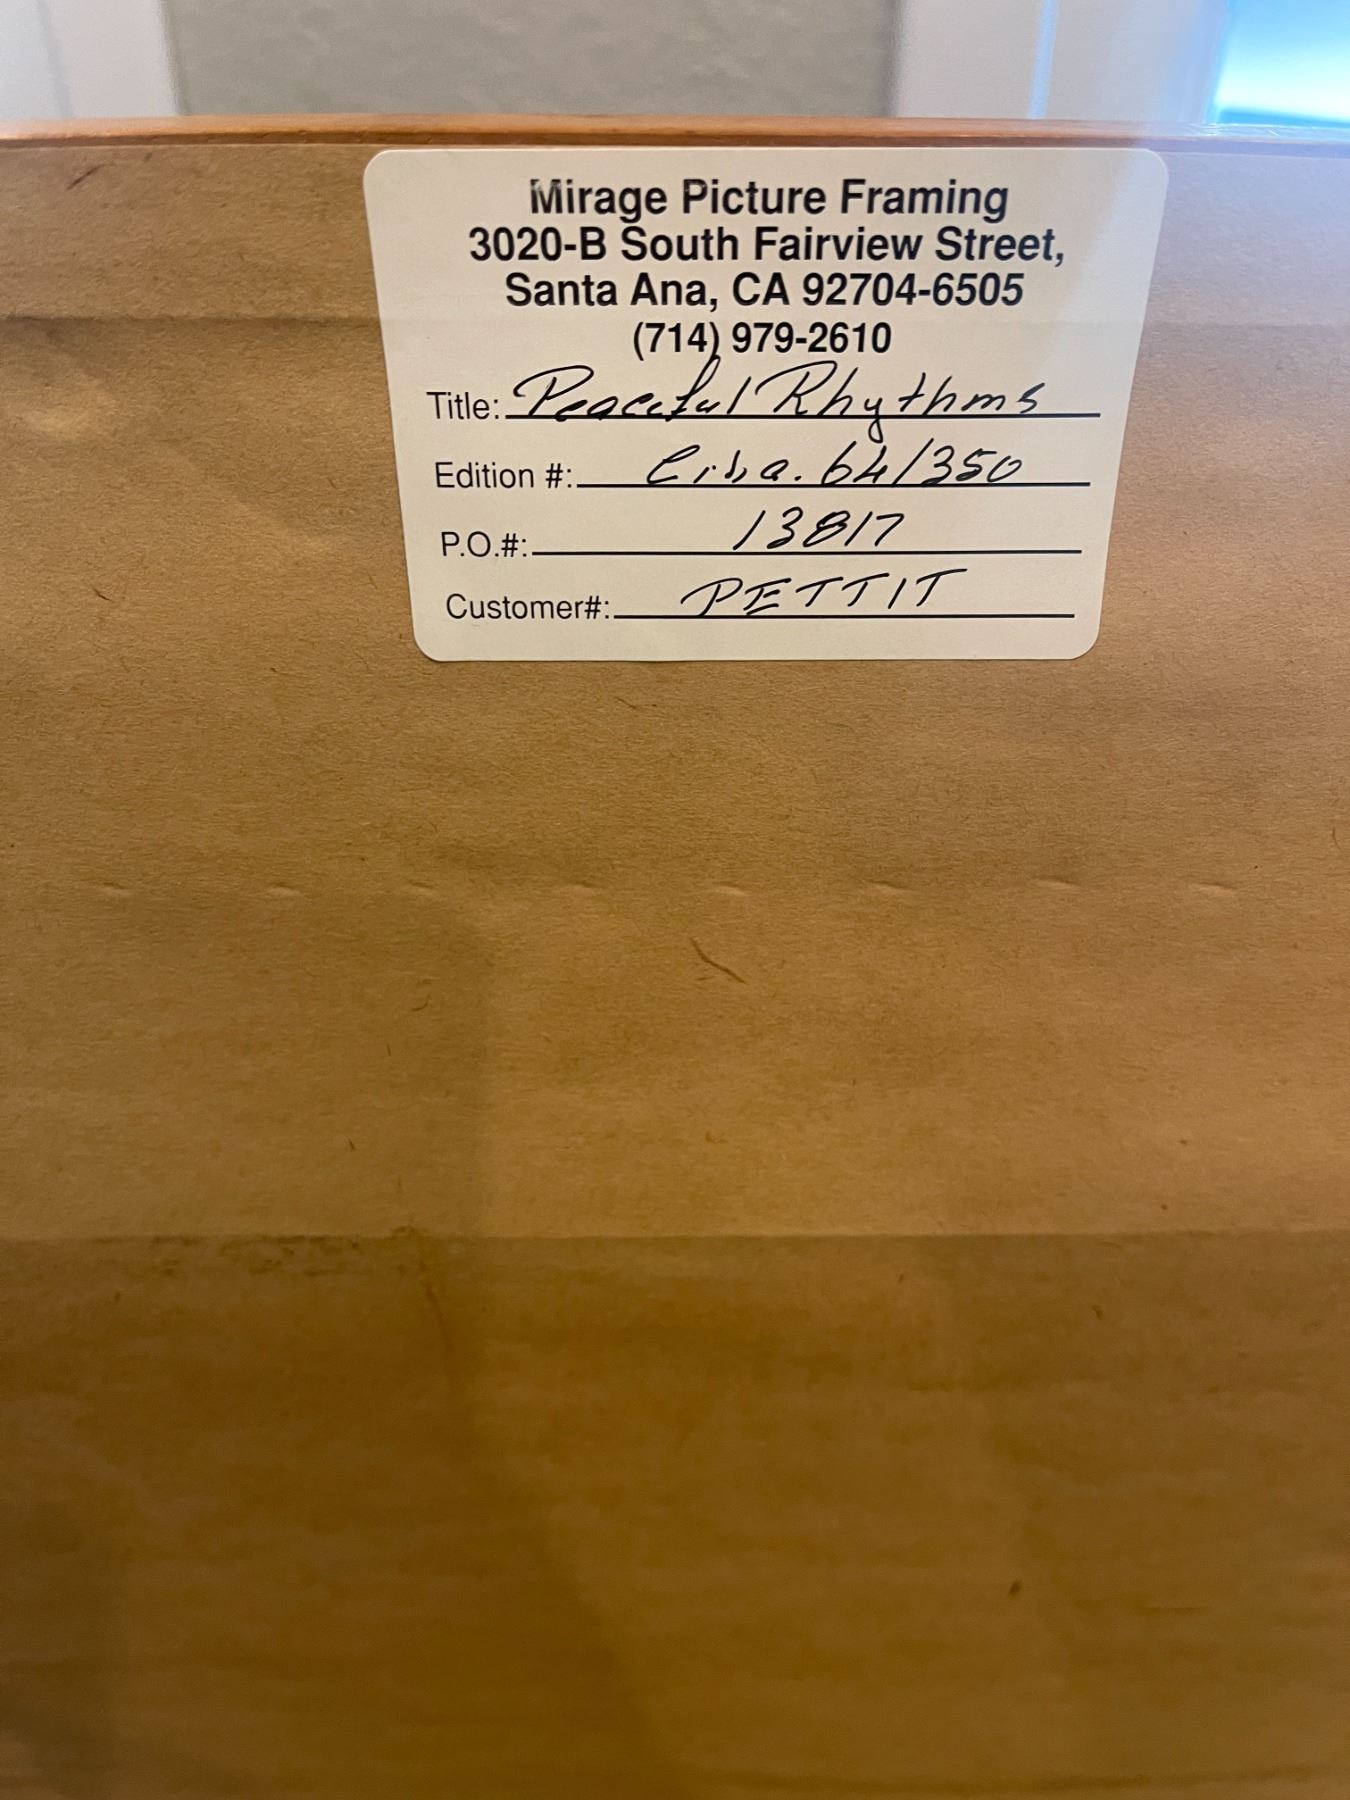 Mirage Picture Framing
3020-B South Fairview Street,
Santa Ana, CA 92704-6505
(714) 979-2610
Title: Peaceful Rhythms
Edition #: 64/350
P.O.#: 13817
Customer#: PETTIT